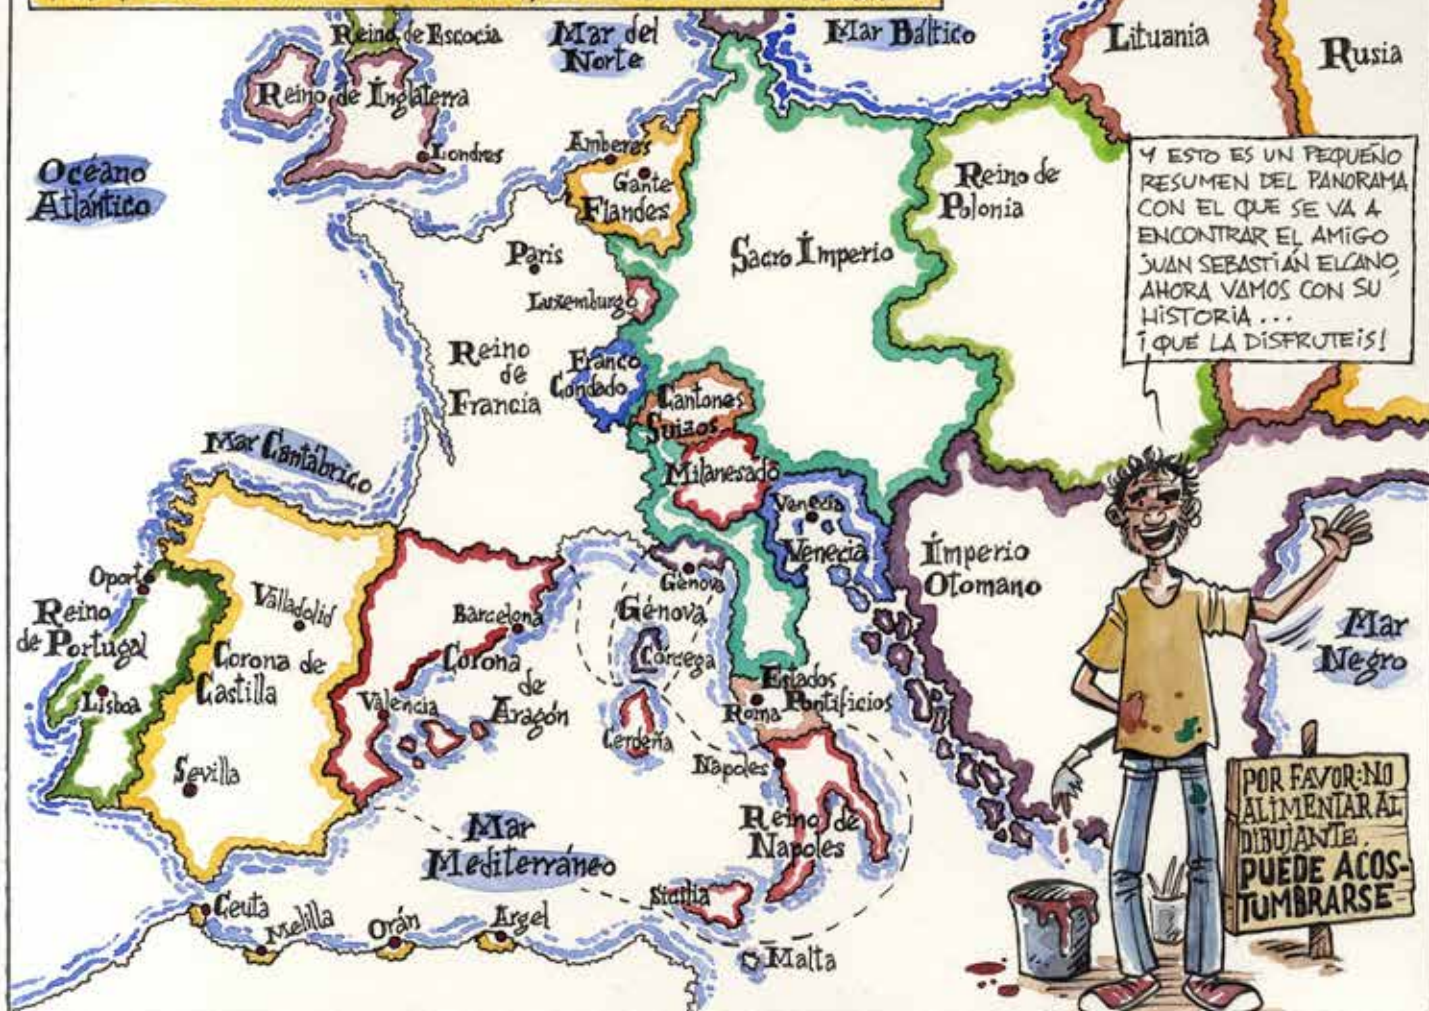 Reino de Escocia
Mar del
Norte
Mar Báltico
Lituania
Rusia
Reino de Inglaterra
Londres
Océano
Atlántico
Amberes
Gante
Flandes
Reino de
Polonia
Y ESTO ES UN PEQUEÑO
RESUMEN DEL PANORAMA
CON EL QUE SE VA A
ENCONTRAR EL AMIGO
JUAN SEBASTIÁN ELCANO,
AHORA VAMOS CON SU
HISTORIA...
¡QUE LA DISFRUTEIS!
Paris
Sacro Imperio
Luxemburgo
Reino
de
Francia
Franco
Condado
Cantones
Suizos
Mar Cantábrico
Milanesado
Venecia
Venecia
Imperio
Otomano
Oporto
Reino
de Portugal
Lisboa
Valladolid
Corona de
Castilla
Sevilla
Barcelona
Corona
de
Aragón
Valencia
Génova
Génova
Córcega
Cerdeña
Estados
Pontificios
Roma
Napoles
Reino de
Napoles
Mar
Negro
Mar
Mediterráneo
Sicilia
Malta
Ceuta
Melilla
Orán
Argel
POR FAVOR: NO
ALIMENTAR AL
DIBUJANTE,
PUEDE ACOS-
TUMBRARSE